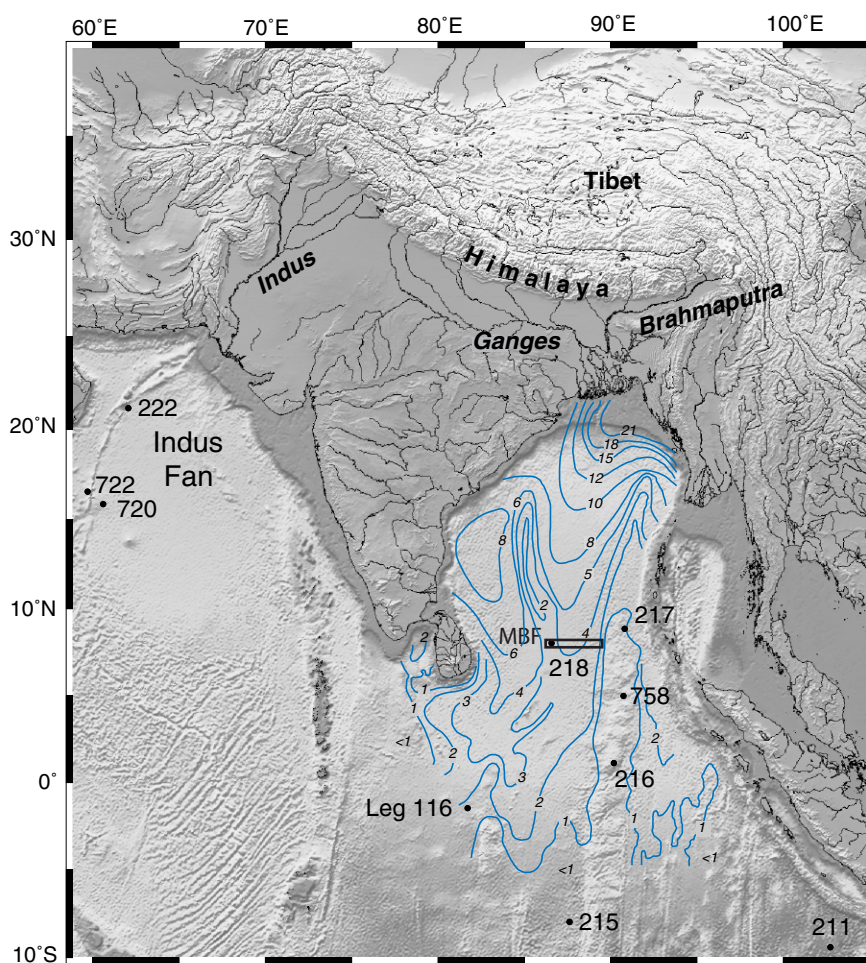 60˚E 70˚E 80˚E 90˚E 100˚E
Tibet
30˚N
Himalaya
Indus
Brahmaputra
Ganges
20˚N
222
Indus
Fan
21
18
15
12
10
722
720
6
8
8
5
10˚N
2
4
217
MBF
218
2
6
1
3
4
758
1
<1
2
2
0˚
3
216
2
Leg 116
1
1
1
<1
<1
215
211
10˚S